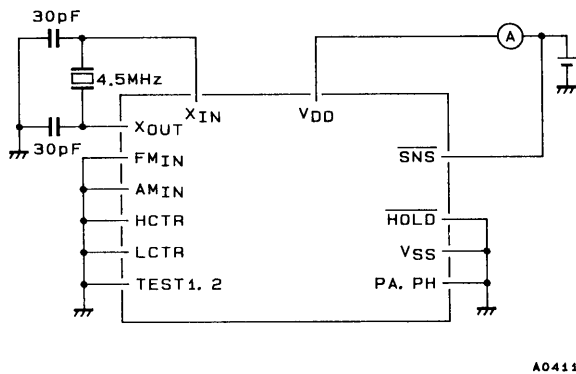 30pF
A
4.5MHz
XIN
VDD
XOUT
30pF
FMIN
SNS
AMIN
HCTR
HOLD
LCTR
VSS
TEST1, 2
PA, PH
A0411